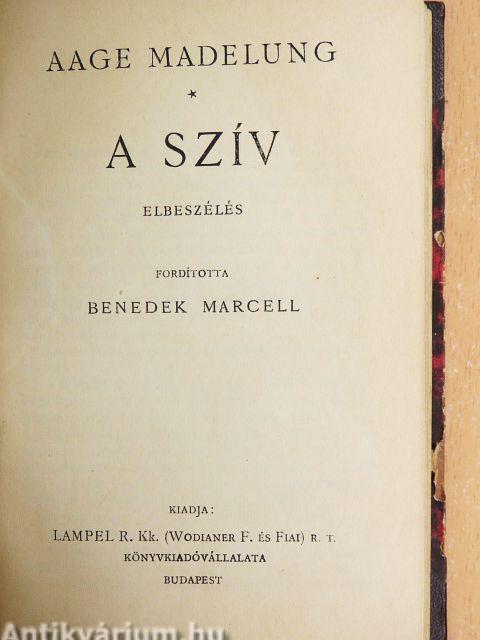 AAGE MADELUNG
*
A SZÍV
ELBESZÉLÉS
FORDÍTOTTA
BENEDEK MARCELL
KIADJA:
LAMPEL R. Kk. (WODIANER F. ÉS FIAI) R. T.
KÖNYVKIADÓVÁLLALATA
BUDAPEST
Antikvárium.hu